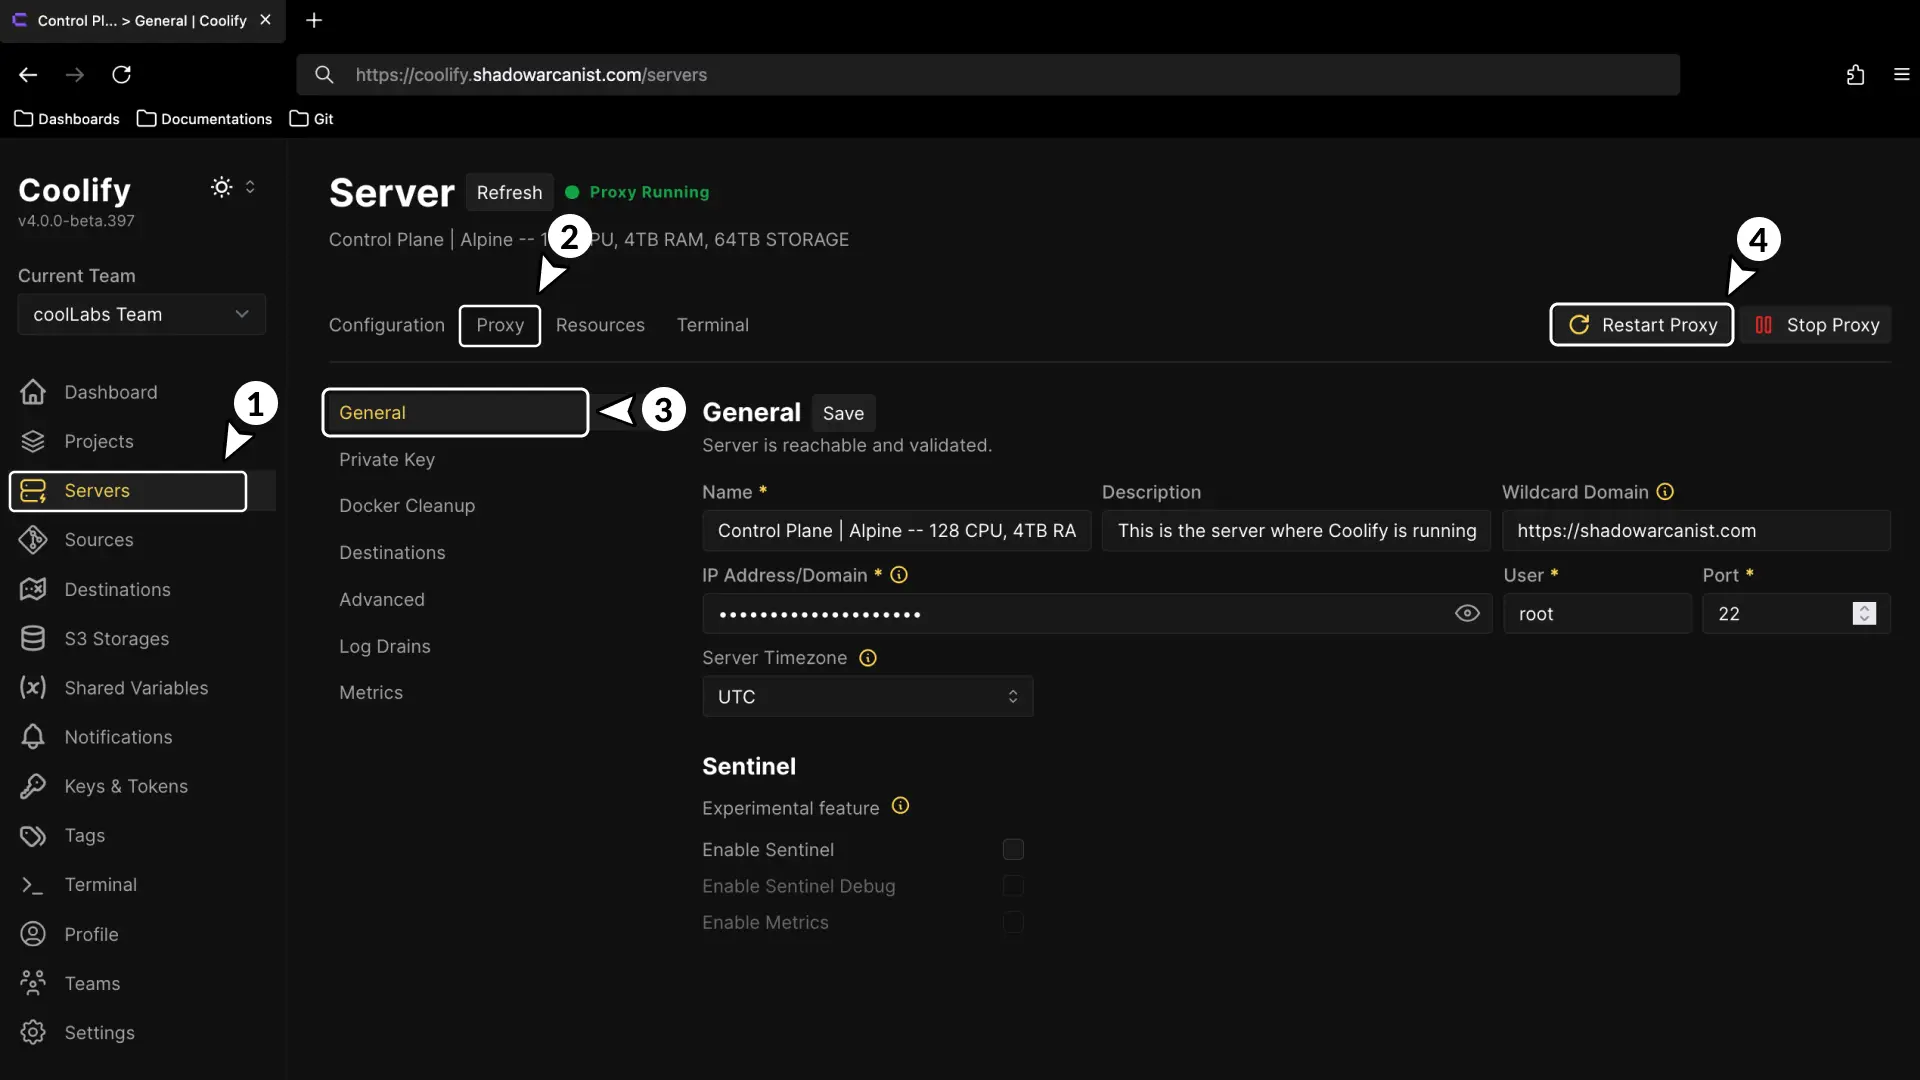 Control Pl... > General | Coolify
https://coolify.shadowarcanist.com/servers
Dashboards Documentations Git
Coolify
v4.0.0-beta.397
Current Team
coolLabs Team
Dashboard
Projects
1
Servers
Sources
Destinations
S3 Storages
Shared Variables
Notifications
Keys & Tokens
Tags
Terminal
Profile
Teams
Settings
Server Refresh Proxy Running
Control Plane | Alpine -- 1 PU, 4TB RAM, 64TB STORAGE
2
4
Configuration Proxy Resources Terminal Restart Proxy Stop Proxy
General
3
Private Key
Docker Cleanup
Destinations
Advanced
Log Drains
Metrics
General Save
Server is reachable and validated.
Name * Description Wildcard Domain
Control Plane | Alpine -- 128 CPU, 4TB RA This is the server where Coolify is running https://shadowarcanist.com
IP Address/Domain * User * Port *
•••••••••••••••••••• root 22
Server Timezone
UTC
Sentinel
Experimental feature
Enable Sentinel
Enable Sentinel Debug
Enable Metrics